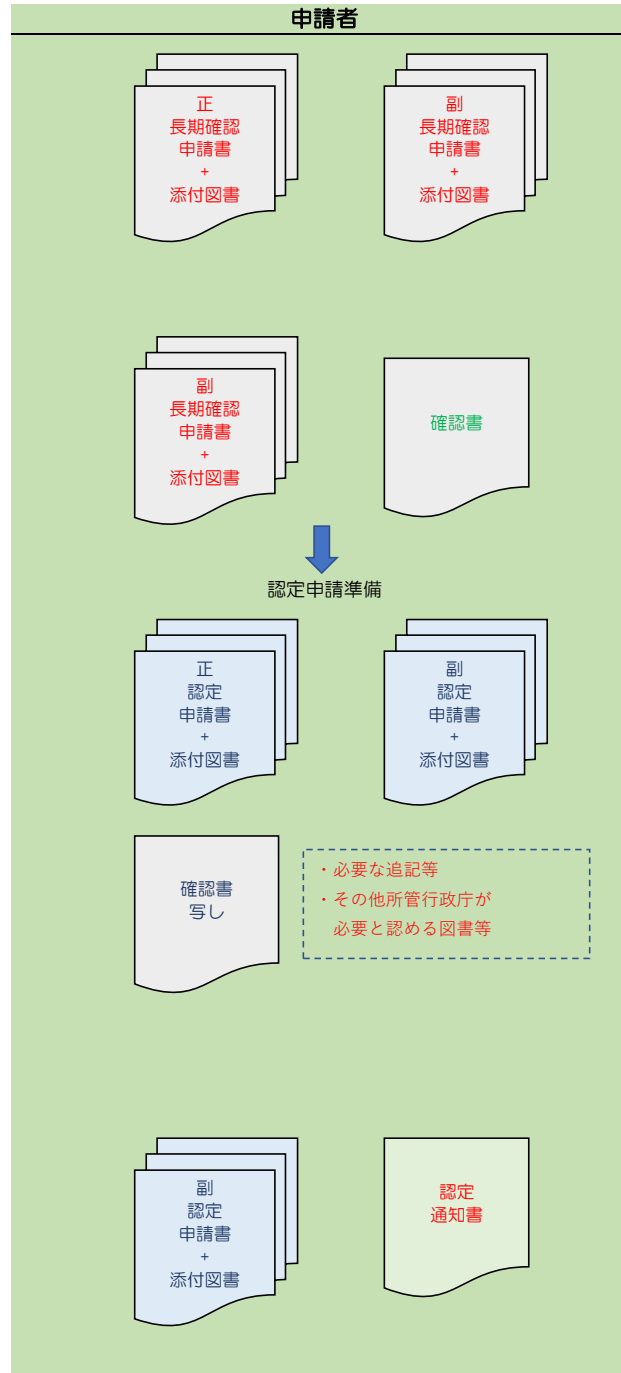 申請者
正
長期確認
申請書
+
添付図書
副
長期確認
申請書
+
添付図書
副
長期確認
申請書
+
添付図書
確認書
認定申請準備
正
認定
申請書
+
添付図書
副
認定
申請書
+
添付図書
確認書
写し
・必要な追記等
・その他所管行政庁が
必要と認める図書等
副
認定
申請書
+
添付図書
認定
通知書